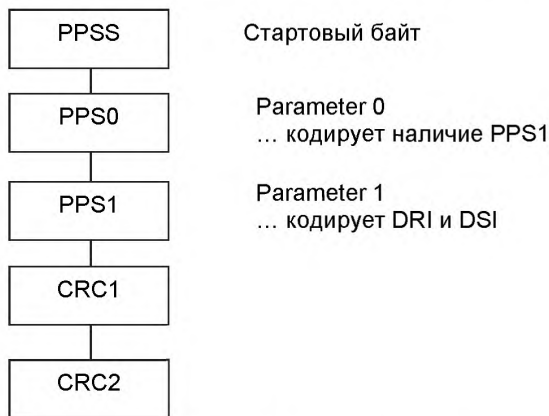 PPSS Стартовый байт
PPS0 Parameter 0
... кодирует наличие PPS1
PPS1 Parameter 1
... кодирует DRI и DSI
CRC1
CRC2